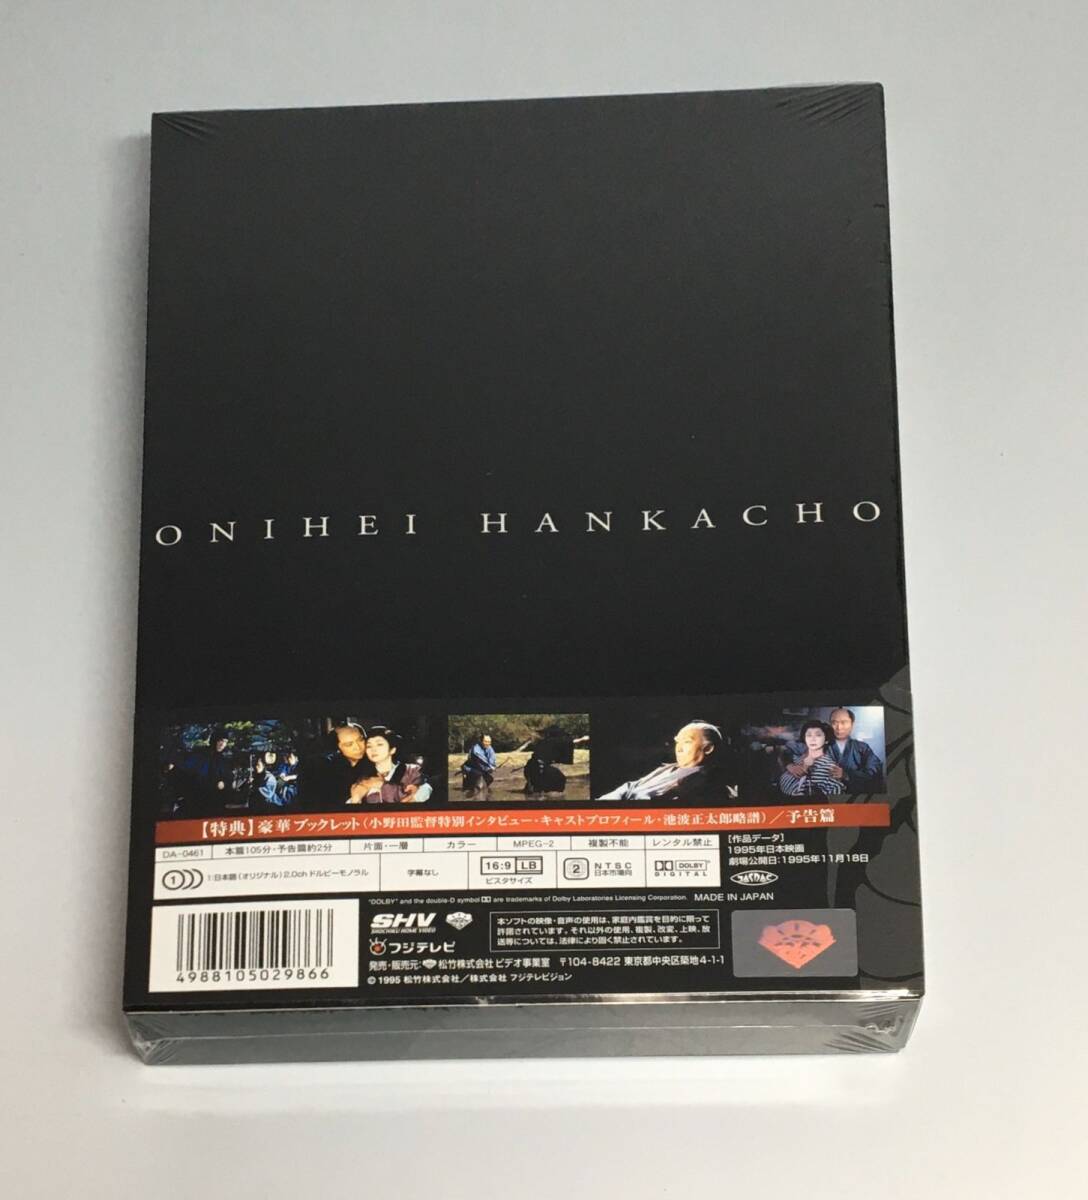 ONIHEI HANKACHO
【特典】豪華ブックレット(小野田監督特別インタビュー・キャストプロフィール・池波正太郎略譜)／予告篇
DA-0461 本篇105分・予告篇約2分 片面・一層 カラー MPEG-2 複製不能 レンタル禁止
1 1:日本語(オリジナル)2.0ch ドルビーモノラル 字幕なし
16:9 LB
ビスタサイズ
2 NTSC
日本市場向
DOLBY
DIGITAL
【作品データ】
1995年日本映画
劇場公開日:1995年11月18日
JASRAC
"DOLBY" and the double-D symbol are trademarks of Dolby Laboratories Licensing Corporation. MADE IN JAPAN
4988105029866
SHV
SHOCHIKU HOME VIDEO
フジテレビ
本ソフトの映像・音声の使用は、家庭内鑑賞を目的に限って
許諾されています。それ以外の使用、複製、改変、上映、放
送等については、法律により固く禁止されています。
発売・販売元: 松竹株式会社 ビデオ事業室 〒104-8422 東京都中央区築地4-1-1
© 1995 松竹株式会社／株式会社 フジテレビジョン